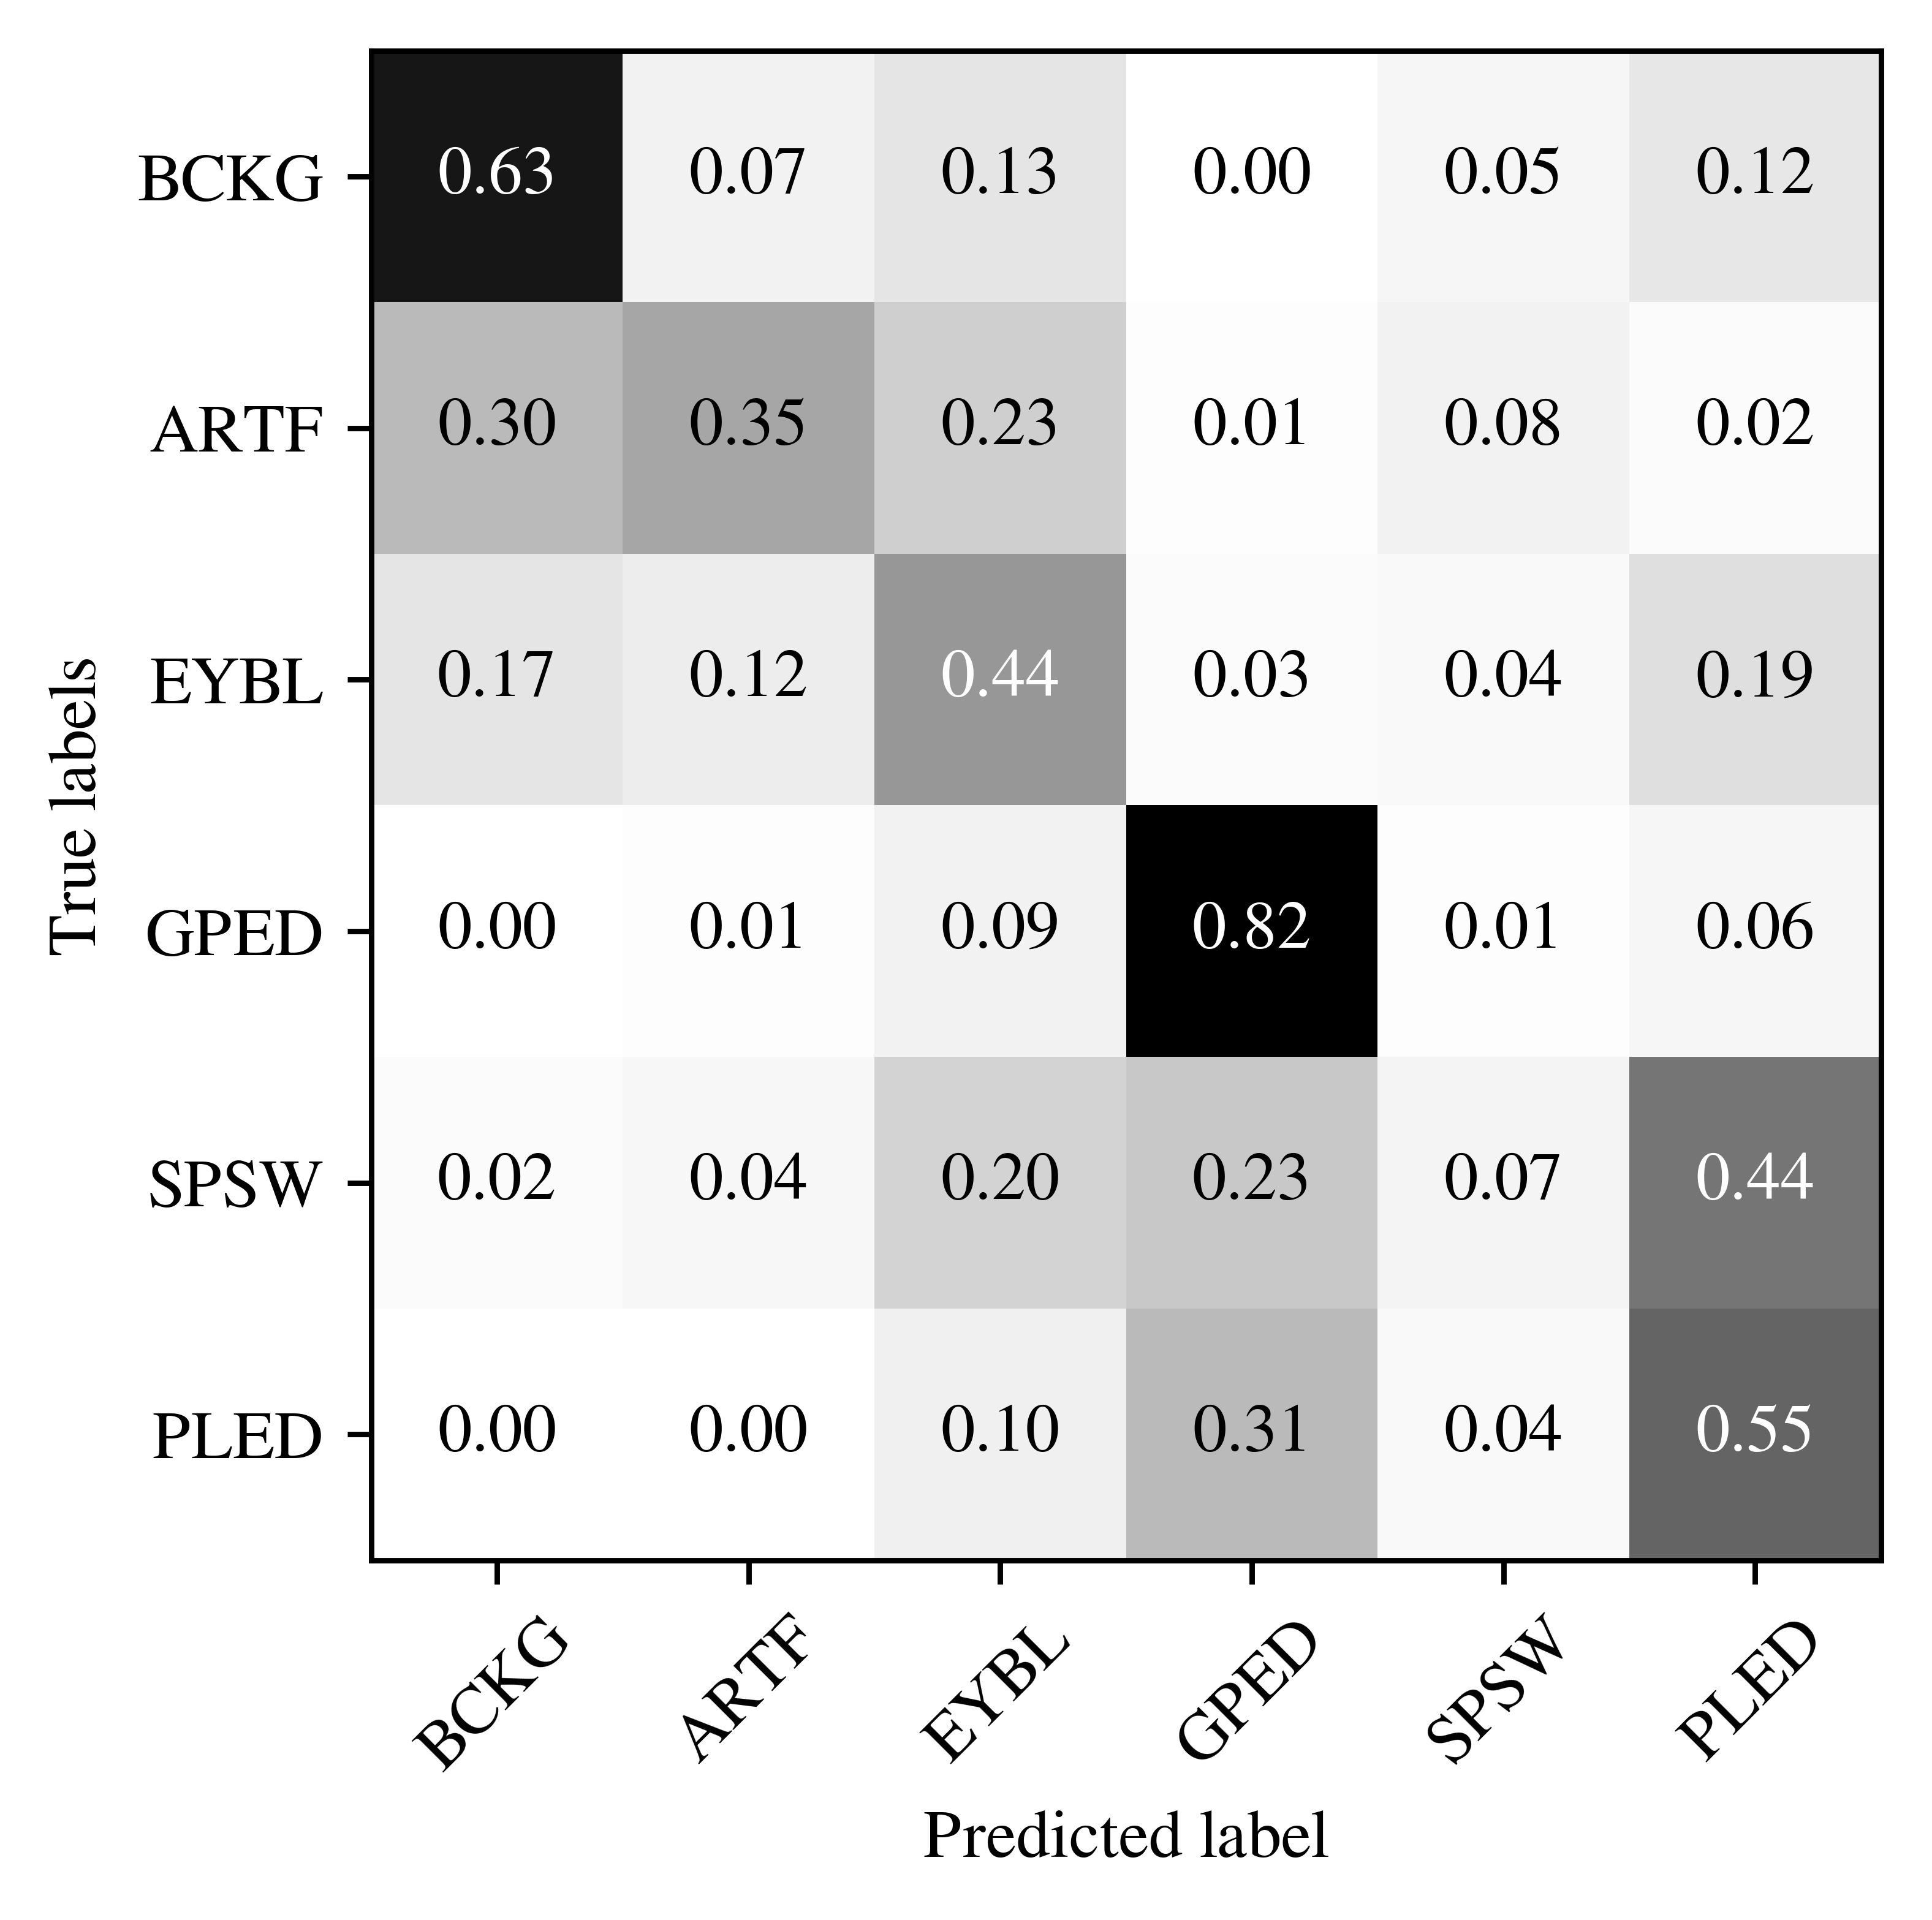 BCKG 0.63 0.07 0.13 0.00 0.05 0.12
ARTF 0.30 0.35 0.23 0.01 0.08 0.02
EYBL 0.17 0.12 0.44 0.03 0.04 0.19
GPED 0.00 0.01 0.09 0.82 0.01 0.06
SPSW 0.02 0.04 0.20 0.23 0.07 0.44
PLED 0.00 0.00 0.10 0.31 0.04 0.55
True labels
BCKG ARTF EYBL GPED SPSW PLED
Predicted label